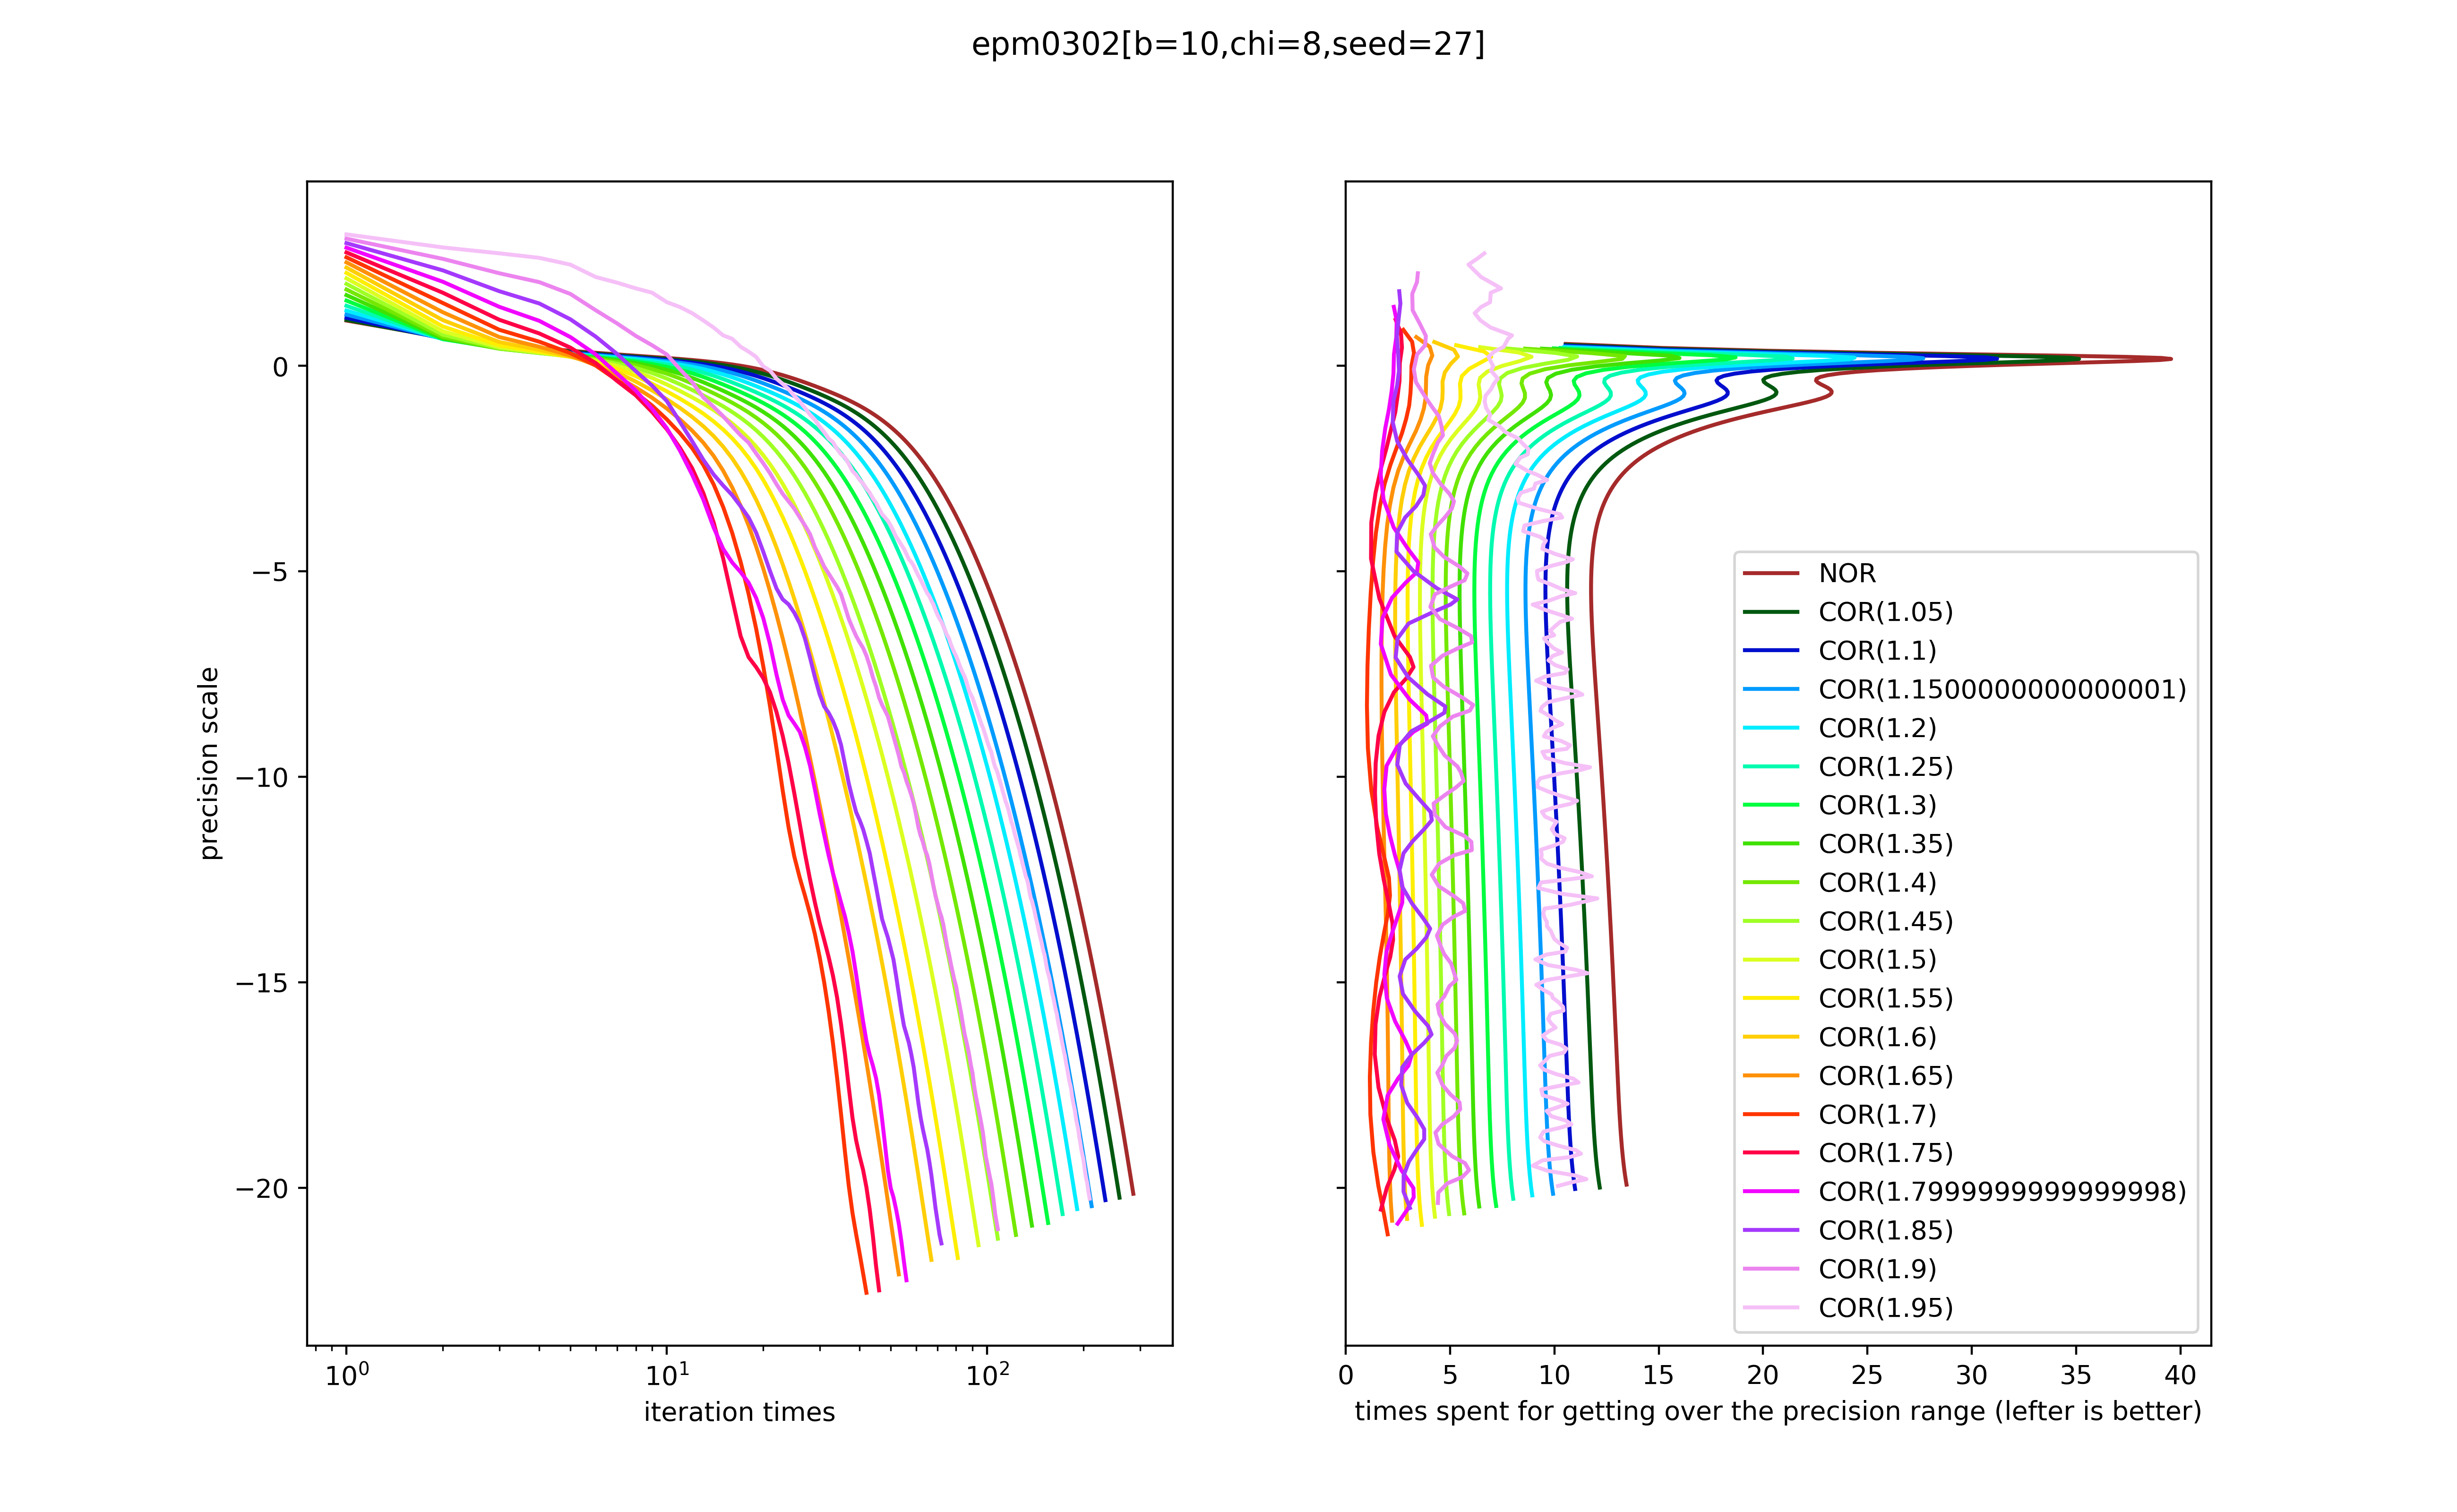 epm0302[b=10,chi=8,seed=27]
precision scale
0
−5
−10
−15
−20
10⁰ 10¹ 10²
iteration times
0 5 10 15 20 25 30 35 40
times spent for getting over the precision range (lefter is better)
NOR
COR(1.05)
COR(1.1)
COR(1.1500000000000001)
COR(1.2)
COR(1.25)
COR(1.3)
COR(1.35)
COR(1.4)
COR(1.45)
COR(1.5)
COR(1.55)
COR(1.6)
COR(1.65)
COR(1.7)
COR(1.75)
COR(1.7999999999999998)
COR(1.85)
COR(1.9)
COR(1.95)